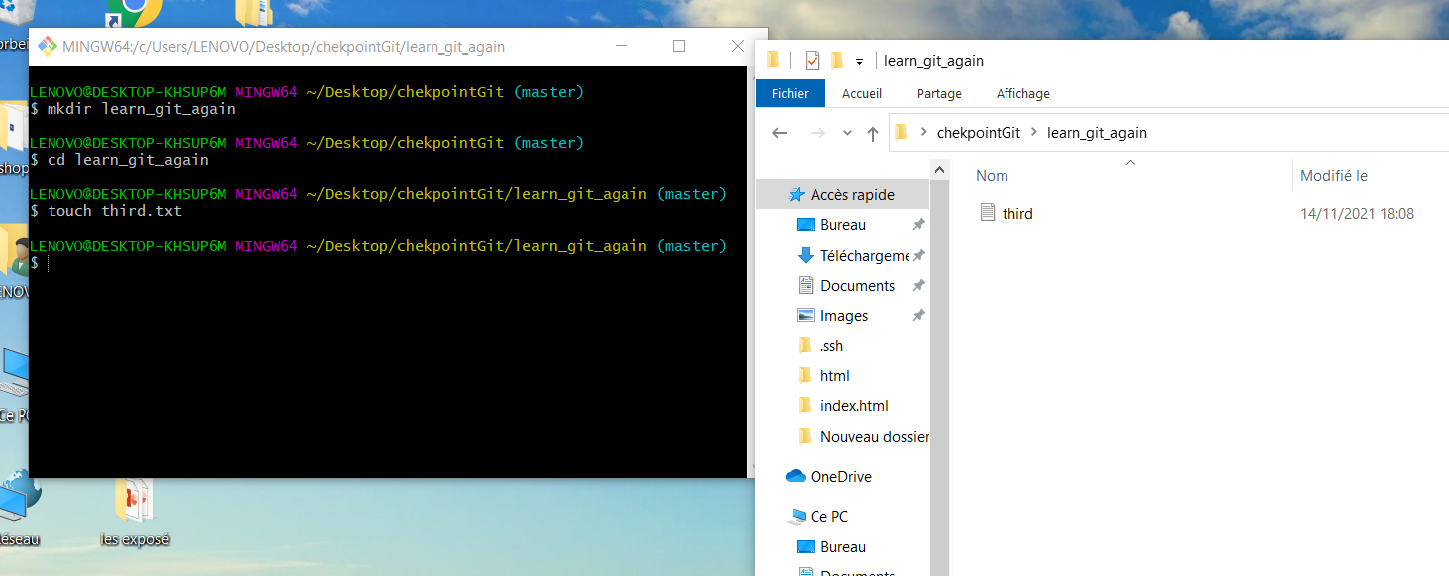 MINGW64:/c/Users/LENOVO/Desktop/chekpointGit/learn_git_again
LENOVO@DESKTOP-KHSUP6M MINGW64 ~/Desktop/chekpointGit (master)
$ mkdir learn_git_again
LENOVO@DESKTOP-KHSUP6M MINGW64 ~/Desktop/chekpointGit (master)
$ cd learn_git_again
LENOVO@DESKTOP-KHSUP6M MINGW64 ~/Desktop/chekpointGit/learn_git_again (master)
$ touch third.txt
LENOVO@DESKTOP-KHSUP6M MINGW64 ~/Desktop/chekpointGit/learn_git_again (master)
$
learn_git_again
Fichier Accueil Partage Affichage
chekpointGit learn_git_again
Nom Modifié le
third 14/11/2021 18:08
Accès rapide
Bureau
Téléchargeme
Documents
Images
.ssh
html
index.html
Nouveau dossier
OneDrive
Ce PC
Bureau
Documents
orbei
shop
ENOV
Ce P
éseau
les exposé